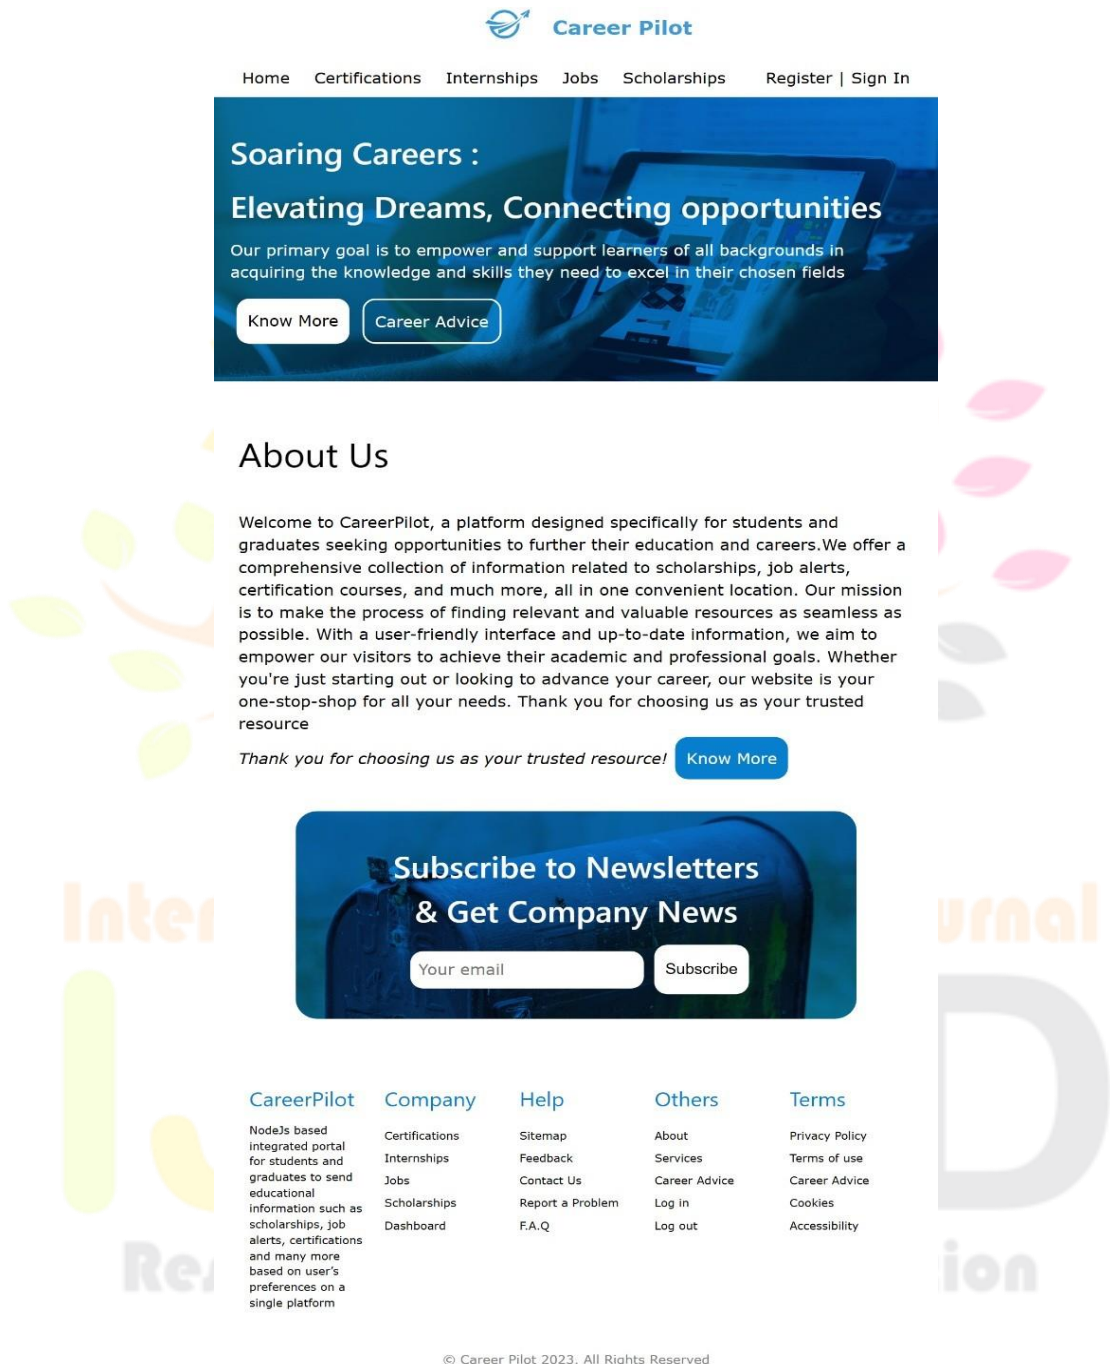 Career Pilot
Home Certifications Internships Jobs Scholarships Register | Sign In
Soaring Careers :
Elevating Dreams, Connecting opportunities
Our primary goal is to empower and support learners of all backgrounds in
acquiring the knowledge and skills they need to excel in their chosen fields
Know More Career Advice
About Us
Welcome to CareerPilot, a platform designed specifically for students and
graduates seeking opportunities to further their education and careers.We offer a
comprehensive collection of information related to scholarships, job alerts,
certification courses, and much more, all in one convenient location. Our mission
is to make the process of finding relevant and valuable resources as seamless as
possible. With a user-friendly interface and up-to-date information, we aim to
empower our visitors to achieve their academic and professional goals. Whether
you're just starting out or looking to advance your career, our website is your
one-stop-shop for all your needs. Thank you for choosing us as your trusted
resource
Thank you for choosing us as your trusted resource! Know More
Subscribe to Newsletters
& Get Company News
Your email Subscribe
CareerPilot
NodeJs based
integrated portal
for students and
graduates to send
educational
information such as
scholarships, job
alerts, certifications
and many more
based on user's
preferences on a
single platform
Company
Certifications
Internships
Jobs
Scholarships
Dashboard
Help
Sitemap
Feedback
Contact Us
Report a Problem
F.A.Q
Others
About
Services
Career Advice
Log in
Log out
Terms
Privacy Policy
Terms of use
Career Advice
Cookies
Accessibility
© Career Pilot 2023. All Rights Reserved